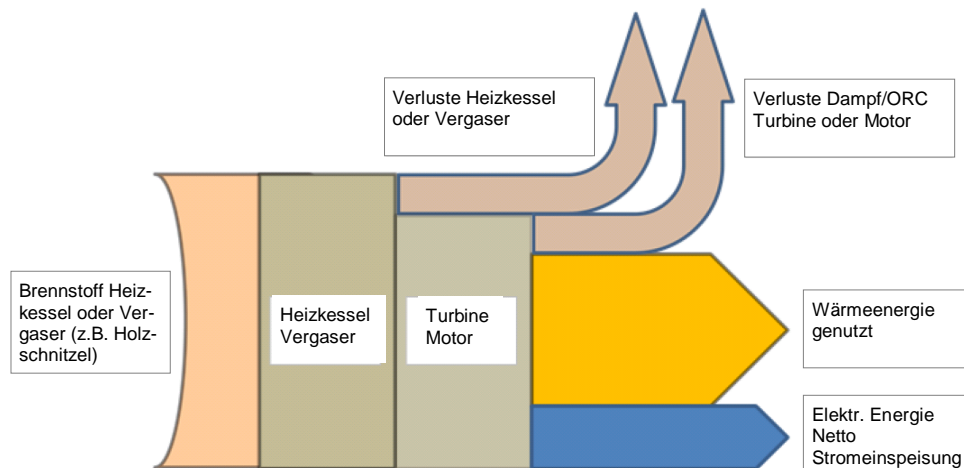 Verluste Heizkessel
oder Vergaser
Verluste Dampf/ORC
Turbine oder Motor
Brennstoff Heiz-
kessel oder Ver-
gaser (z.B. Holz-
schnitzel)
Heizkessel
Vergaser
Turbine
Motor
Wärmeenergie
genutzt
Elektr. Energie
Netto
Stromeinspeisung